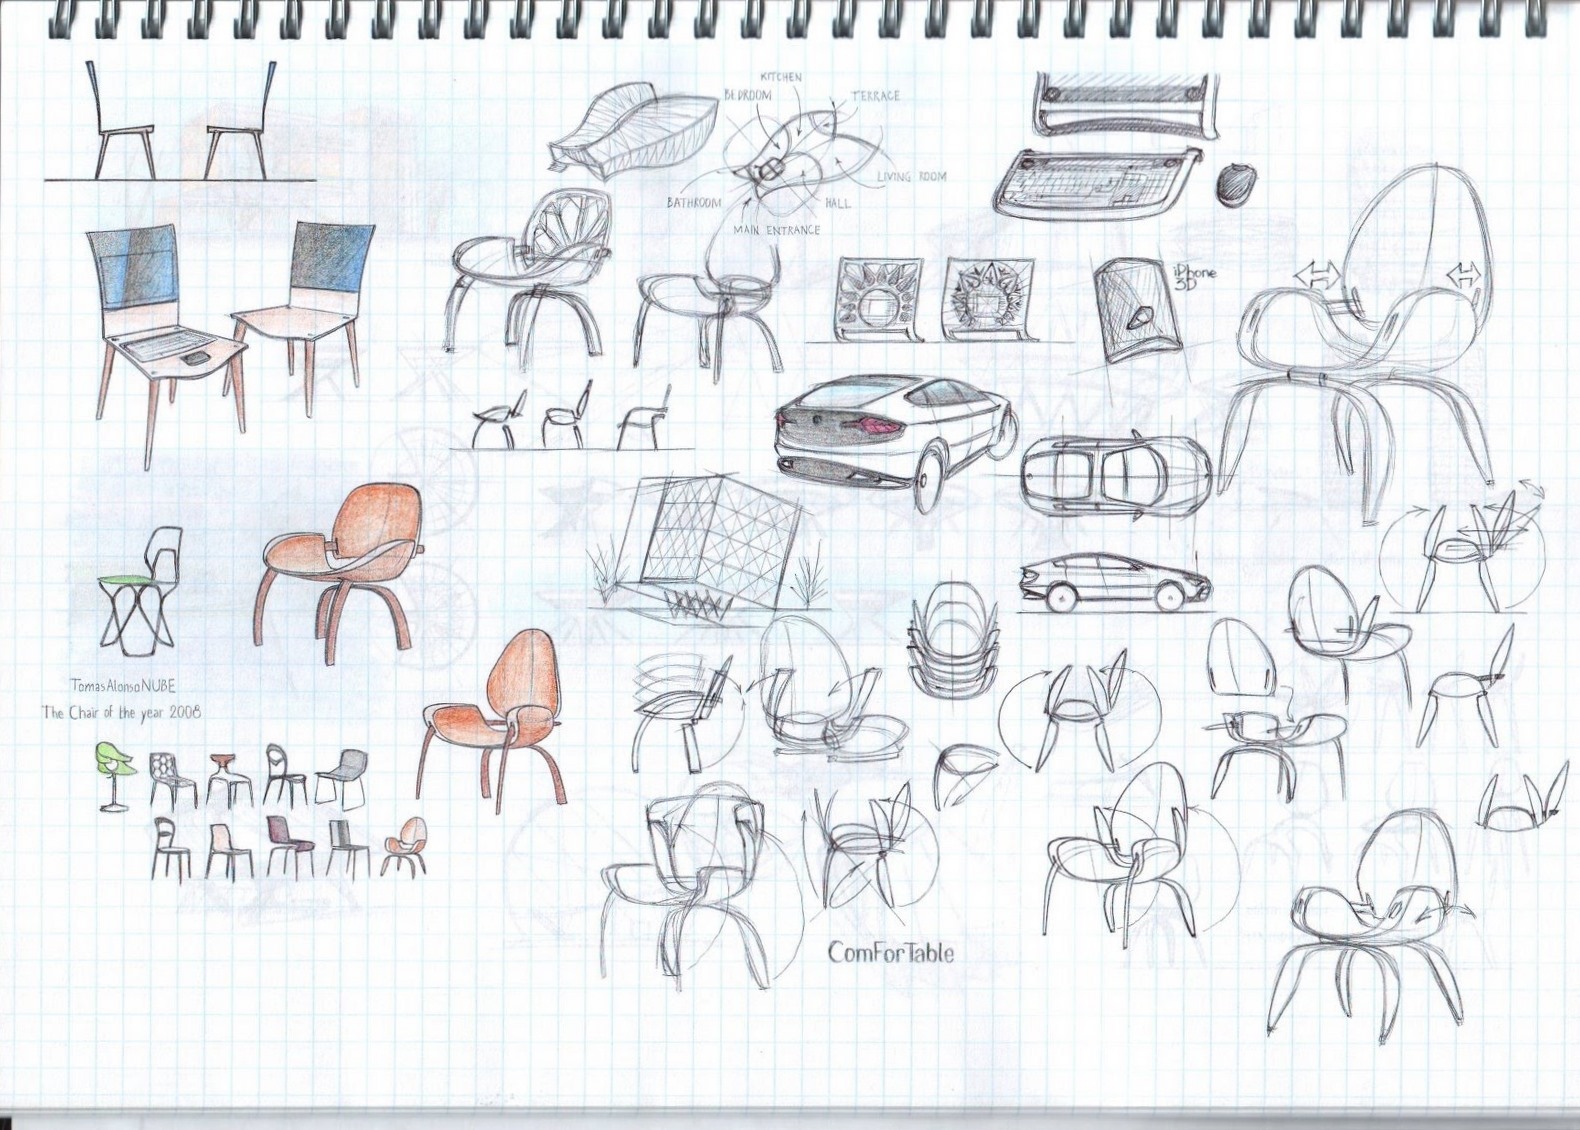 KITCHEN
BEDROOM
TERRACE
LIVING ROOM
BATHROOM
HALL
MAIN ENTRANCE
iPhone
3D
TomasAlonsoNUBE
The Chair of the year 2008
ComForTable